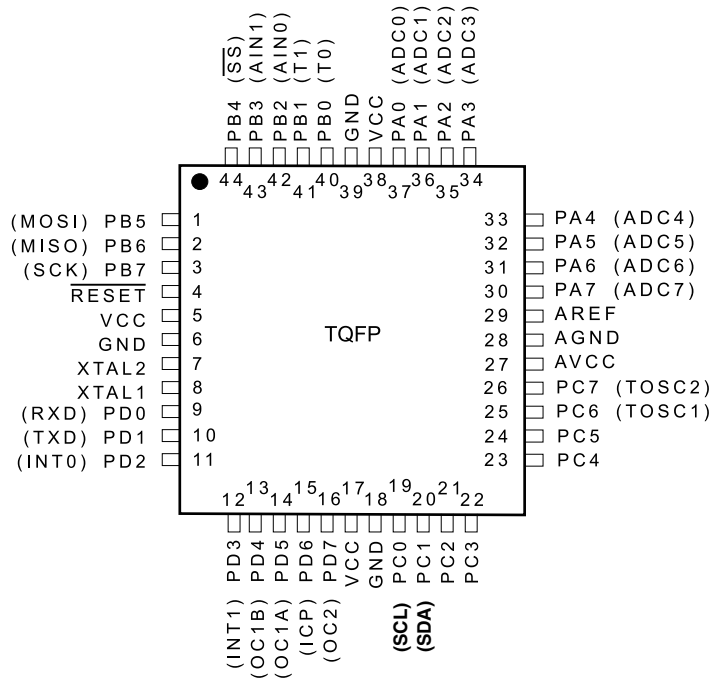 (SS) (AIN1) (AIN0) (T1) (T0) (ADC0) (ADC1) (ADC2) (ADC3)
PB4 PB3 PB2 PB1 PB0 GND VCC PA0 PA1 PA2 PA3
44 43 42 41 40 39 38 37 36 35 34
(MOSI) PB5 1
(MISO) PB6 2
(SCK) PB7 3
RESET 4
VCC 5
GND 6
XTAL2 7
XTAL1 8
(RXD) PD0 9
(TXD) PD1 10
(INT0) PD2 11
TQFP
33 PA4 (ADC4)
32 PA5 (ADC5)
31 PA6 (ADC6)
30 PA7 (ADC7)
29 AREF
28 AGND
27 AVCC
26 PC7 (TOSC2)
25 PC6 (TOSC1)
24 PC5
23 PC4
12 13 14 15 16 17 18 19 20 21 22
PD3 PD4 PD5 PD6 PD7 VCC GND PC0 PC1 PC2 PC3
(INT1) (OC1B) (OC1A) (ICP) (OC2) (SCL) (SDA)